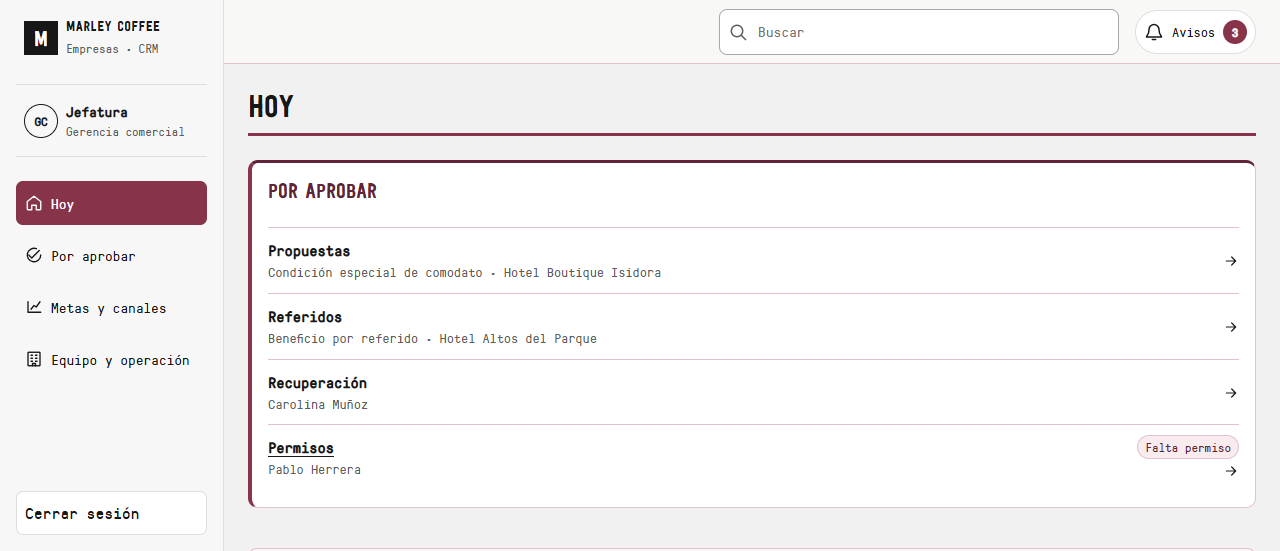 M
MARLEY COFFEE
Empresas • CRM
GC
Jefatura
Gerencia comercial
Hoy
Por aprobar
Metas y canales
Equipo y operación
Cerrar sesión
Buscar
Avisos 3
HOY
POR APROBAR
Propuestas
Condición especial de comodato · Hotel Boutique Isidora
Referidos
Beneficio por referido · Hotel Altos del Parque
Recuperación
Carolina Muñoz
Permisos
Falta permiso
Pablo Herrera